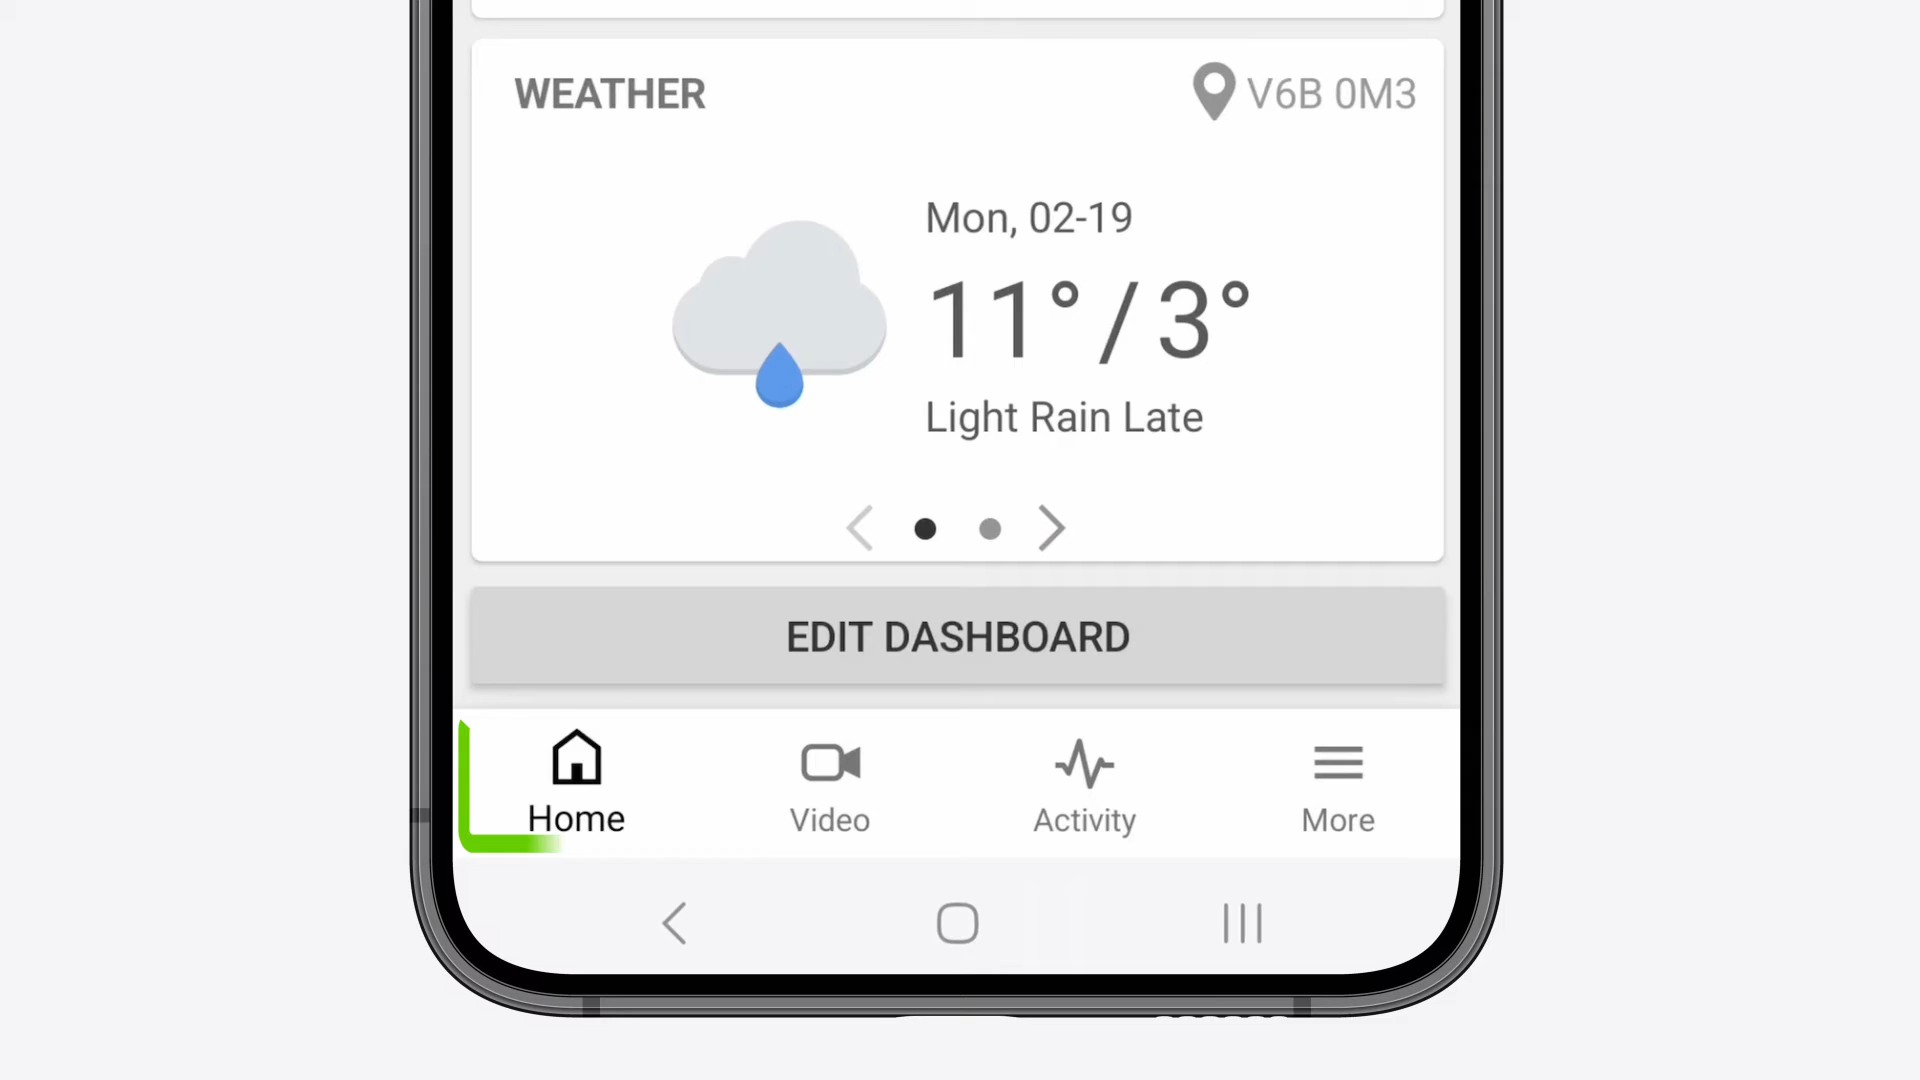 WEATHER
V6B 0M3
Mon, 02-19
11° / 3°
Light Rain Late
EDIT DASHBOARD
Home Video Activity More